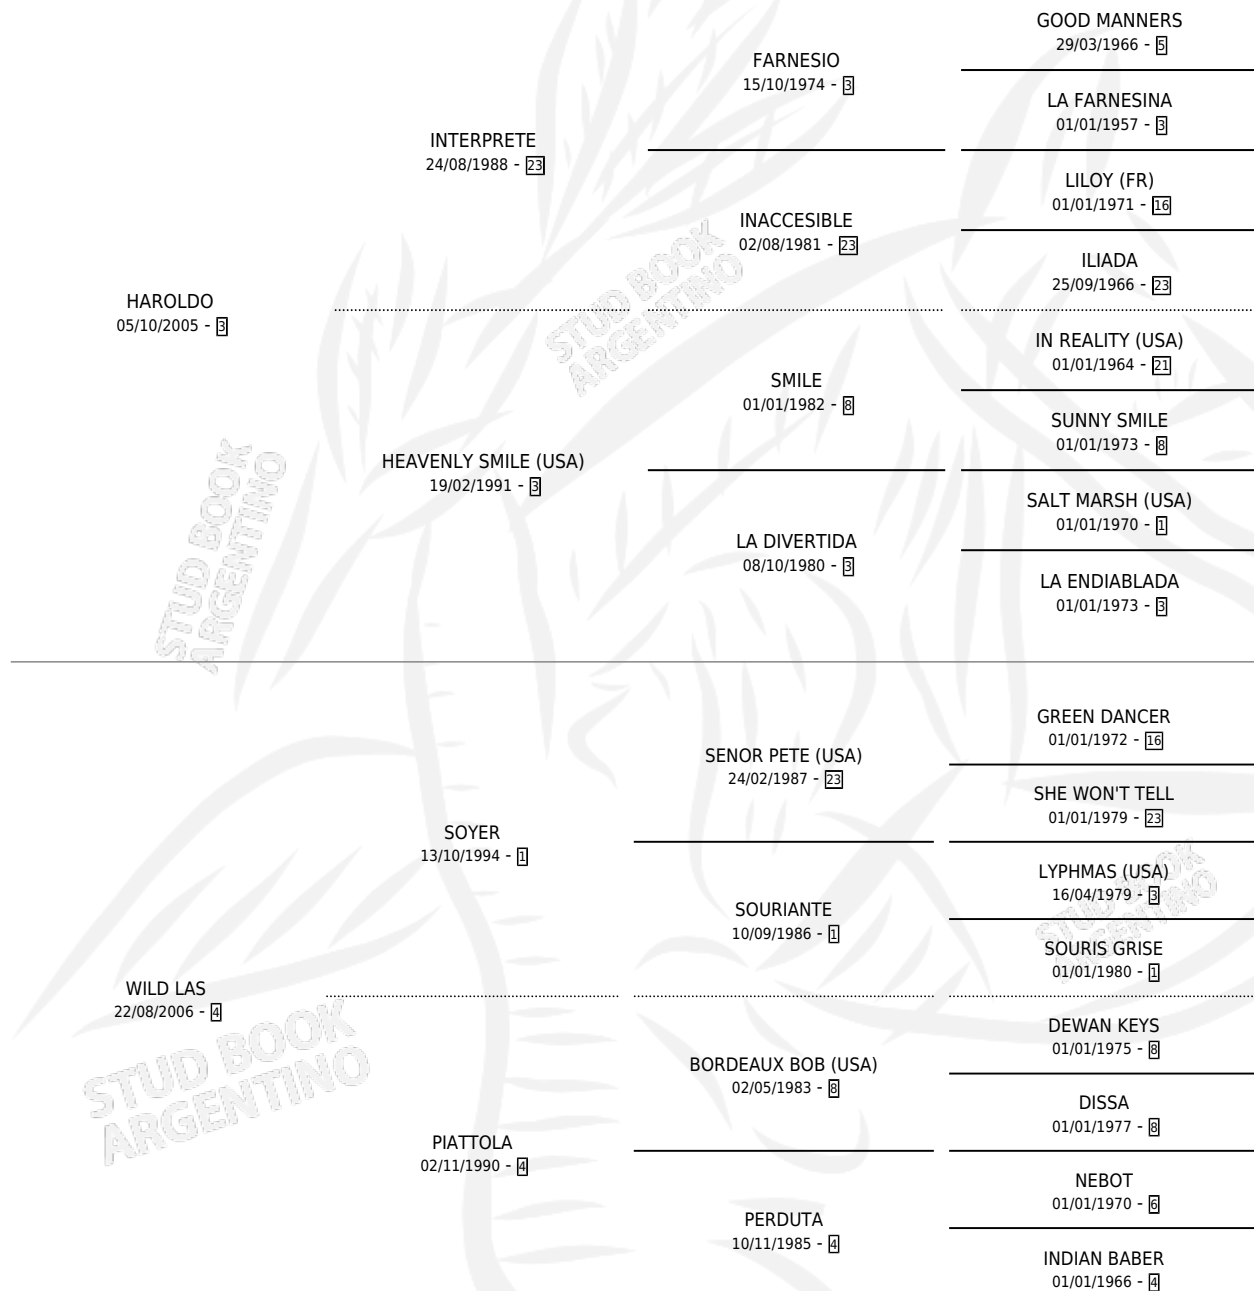 GOOD MANNERS
29/03/1966 - 5
FARNESIO
15/10/1974 - 3
LA FARNESINA
01/01/1957 - 3
INTERPRETE
24/08/1988 - 23
LILOY (FR)
01/01/1971 - 16
INACCESIBLE
02/08/1981 - 23
ILIADA
25/09/1966 - 23
HAROLDO
05/10/2005 - 3
IN REALITY (USA)
01/01/1964 - 21
SMILE
01/01/1982 - 8
SUNNY SMILE
01/01/1973 - 8
HEAVENLY SMILE (USA)
19/02/1991 - 3
SALT MARSH (USA)
01/01/1970 - 1
LA DIVERTIDA
08/10/1980 - 3
LA ENDIABLADA
01/01/1973 - 3
GREEN DANCER
01/01/1972 - 16
SENOR PETE (USA)
24/02/1987 - 23
SHE WON'T TELL
01/01/1979 - 23
SOYER
13/10/1994 - 1
LYPHMAS (USA)
16/04/1979 - 3
SOURIANTE
10/09/1986 - 1
SOURIS GRISE
01/01/1980 - 1
WILD LAS
22/08/2006 - 4
DEWAN KEYS
01/01/1975 - 8
BORDEAUX BOB (USA)
02/05/1983 - 8
DISSA
01/01/1977 - 8
PIATTOLA
02/11/1990 - 4
NEBOT
01/01/1970 - 6
PERDUTA
10/11/1985 - 4
INDIAN BABER
01/01/1966 - 4
STUD BOOK
ARGENTINO
STUD BOOK
ARGENTINO
STUD BOOK
ARGENTINO
STUD BOOK
ARGENTINO